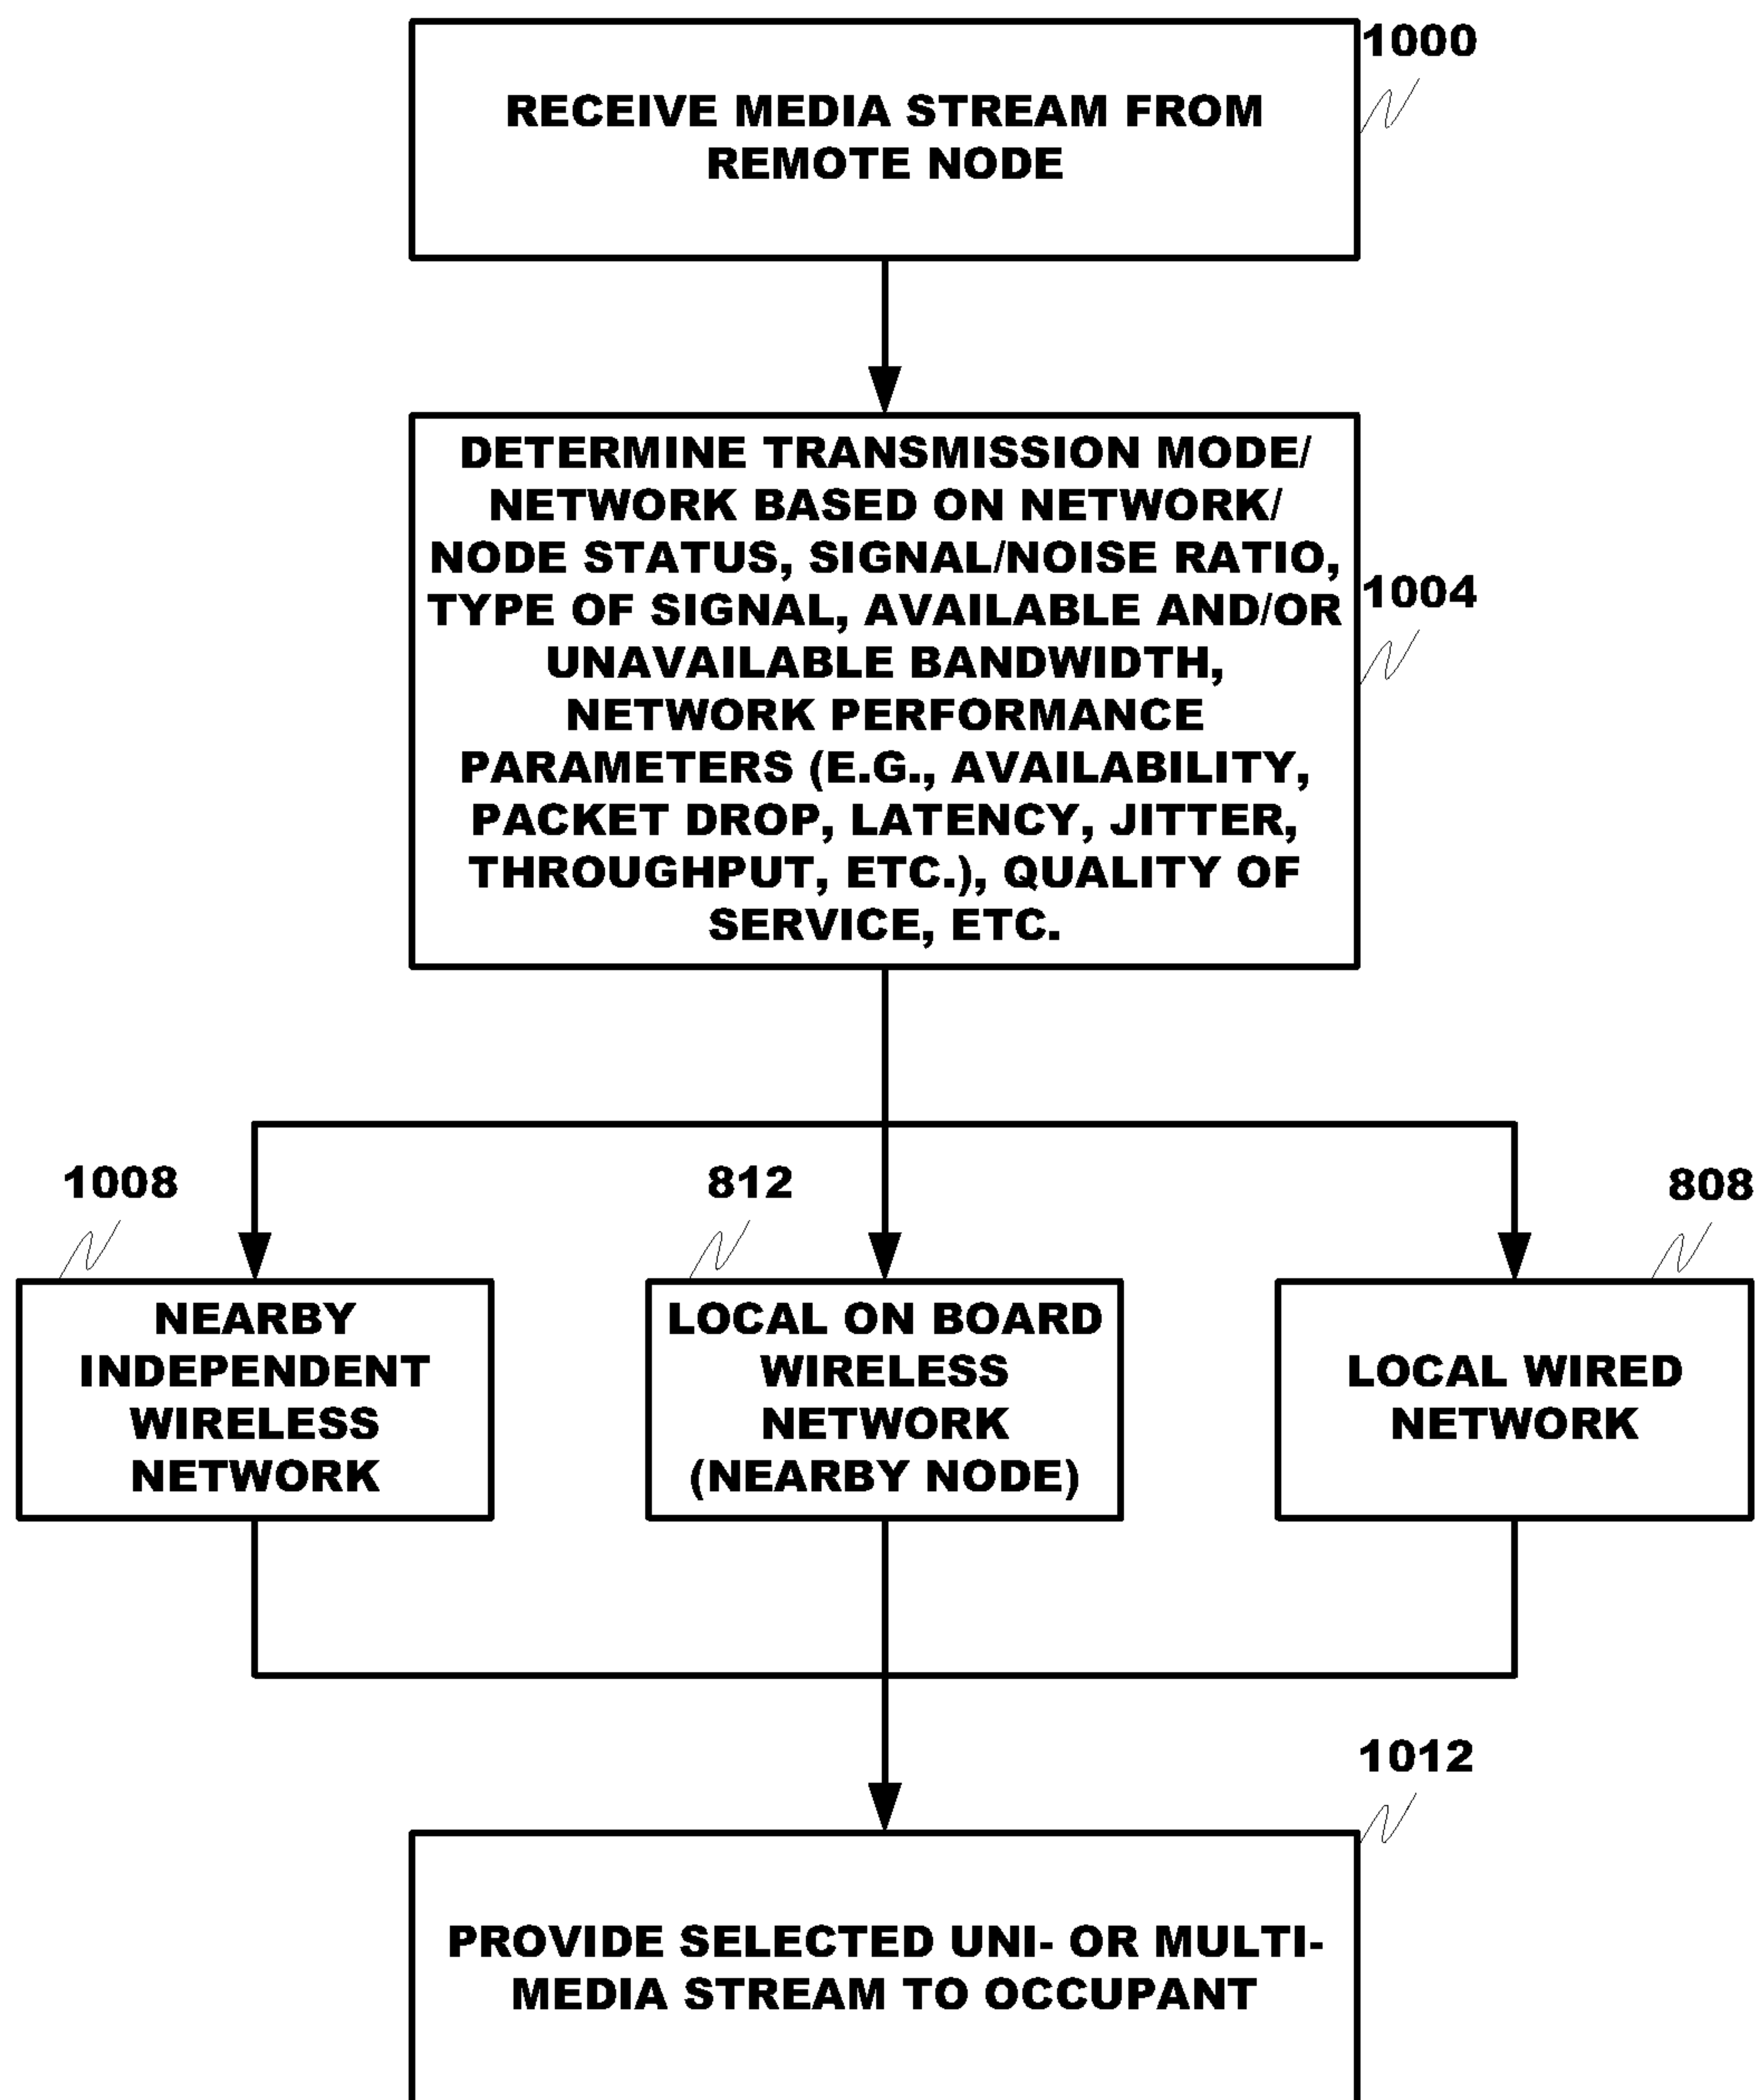 1000
RECEIVE MEDIA STREAM FROM
REMOTE NODE
DETERMINE TRANSMISSION MODE/
NETWORK BASED ON NETWORK/
NODE STATUS, SIGNAL/NOISE RATIO,
TYPE OF SIGNAL, AVAILABLE AND/OR
UNAVAILABLE BANDWIDTH,
NETWORK PERFORMANCE
PARAMETERS (E.G., AVAILABILITY,
PACKET DROP, LATENCY, JITTER,
THROUGHPUT, ETC.), QUALITY OF
SERVICE, ETC.
1004
1008
NEARBY
INDEPENDENT
WIRELESS
NETWORK
812
LOCAL ON BOARD
WIRELESS
NETWORK
(NEARBY NODE)
808
LOCAL WIRED
NETWORK
1012
PROVIDE SELECTED UNI- OR MULTI-
MEDIA STREAM TO OCCUPANT